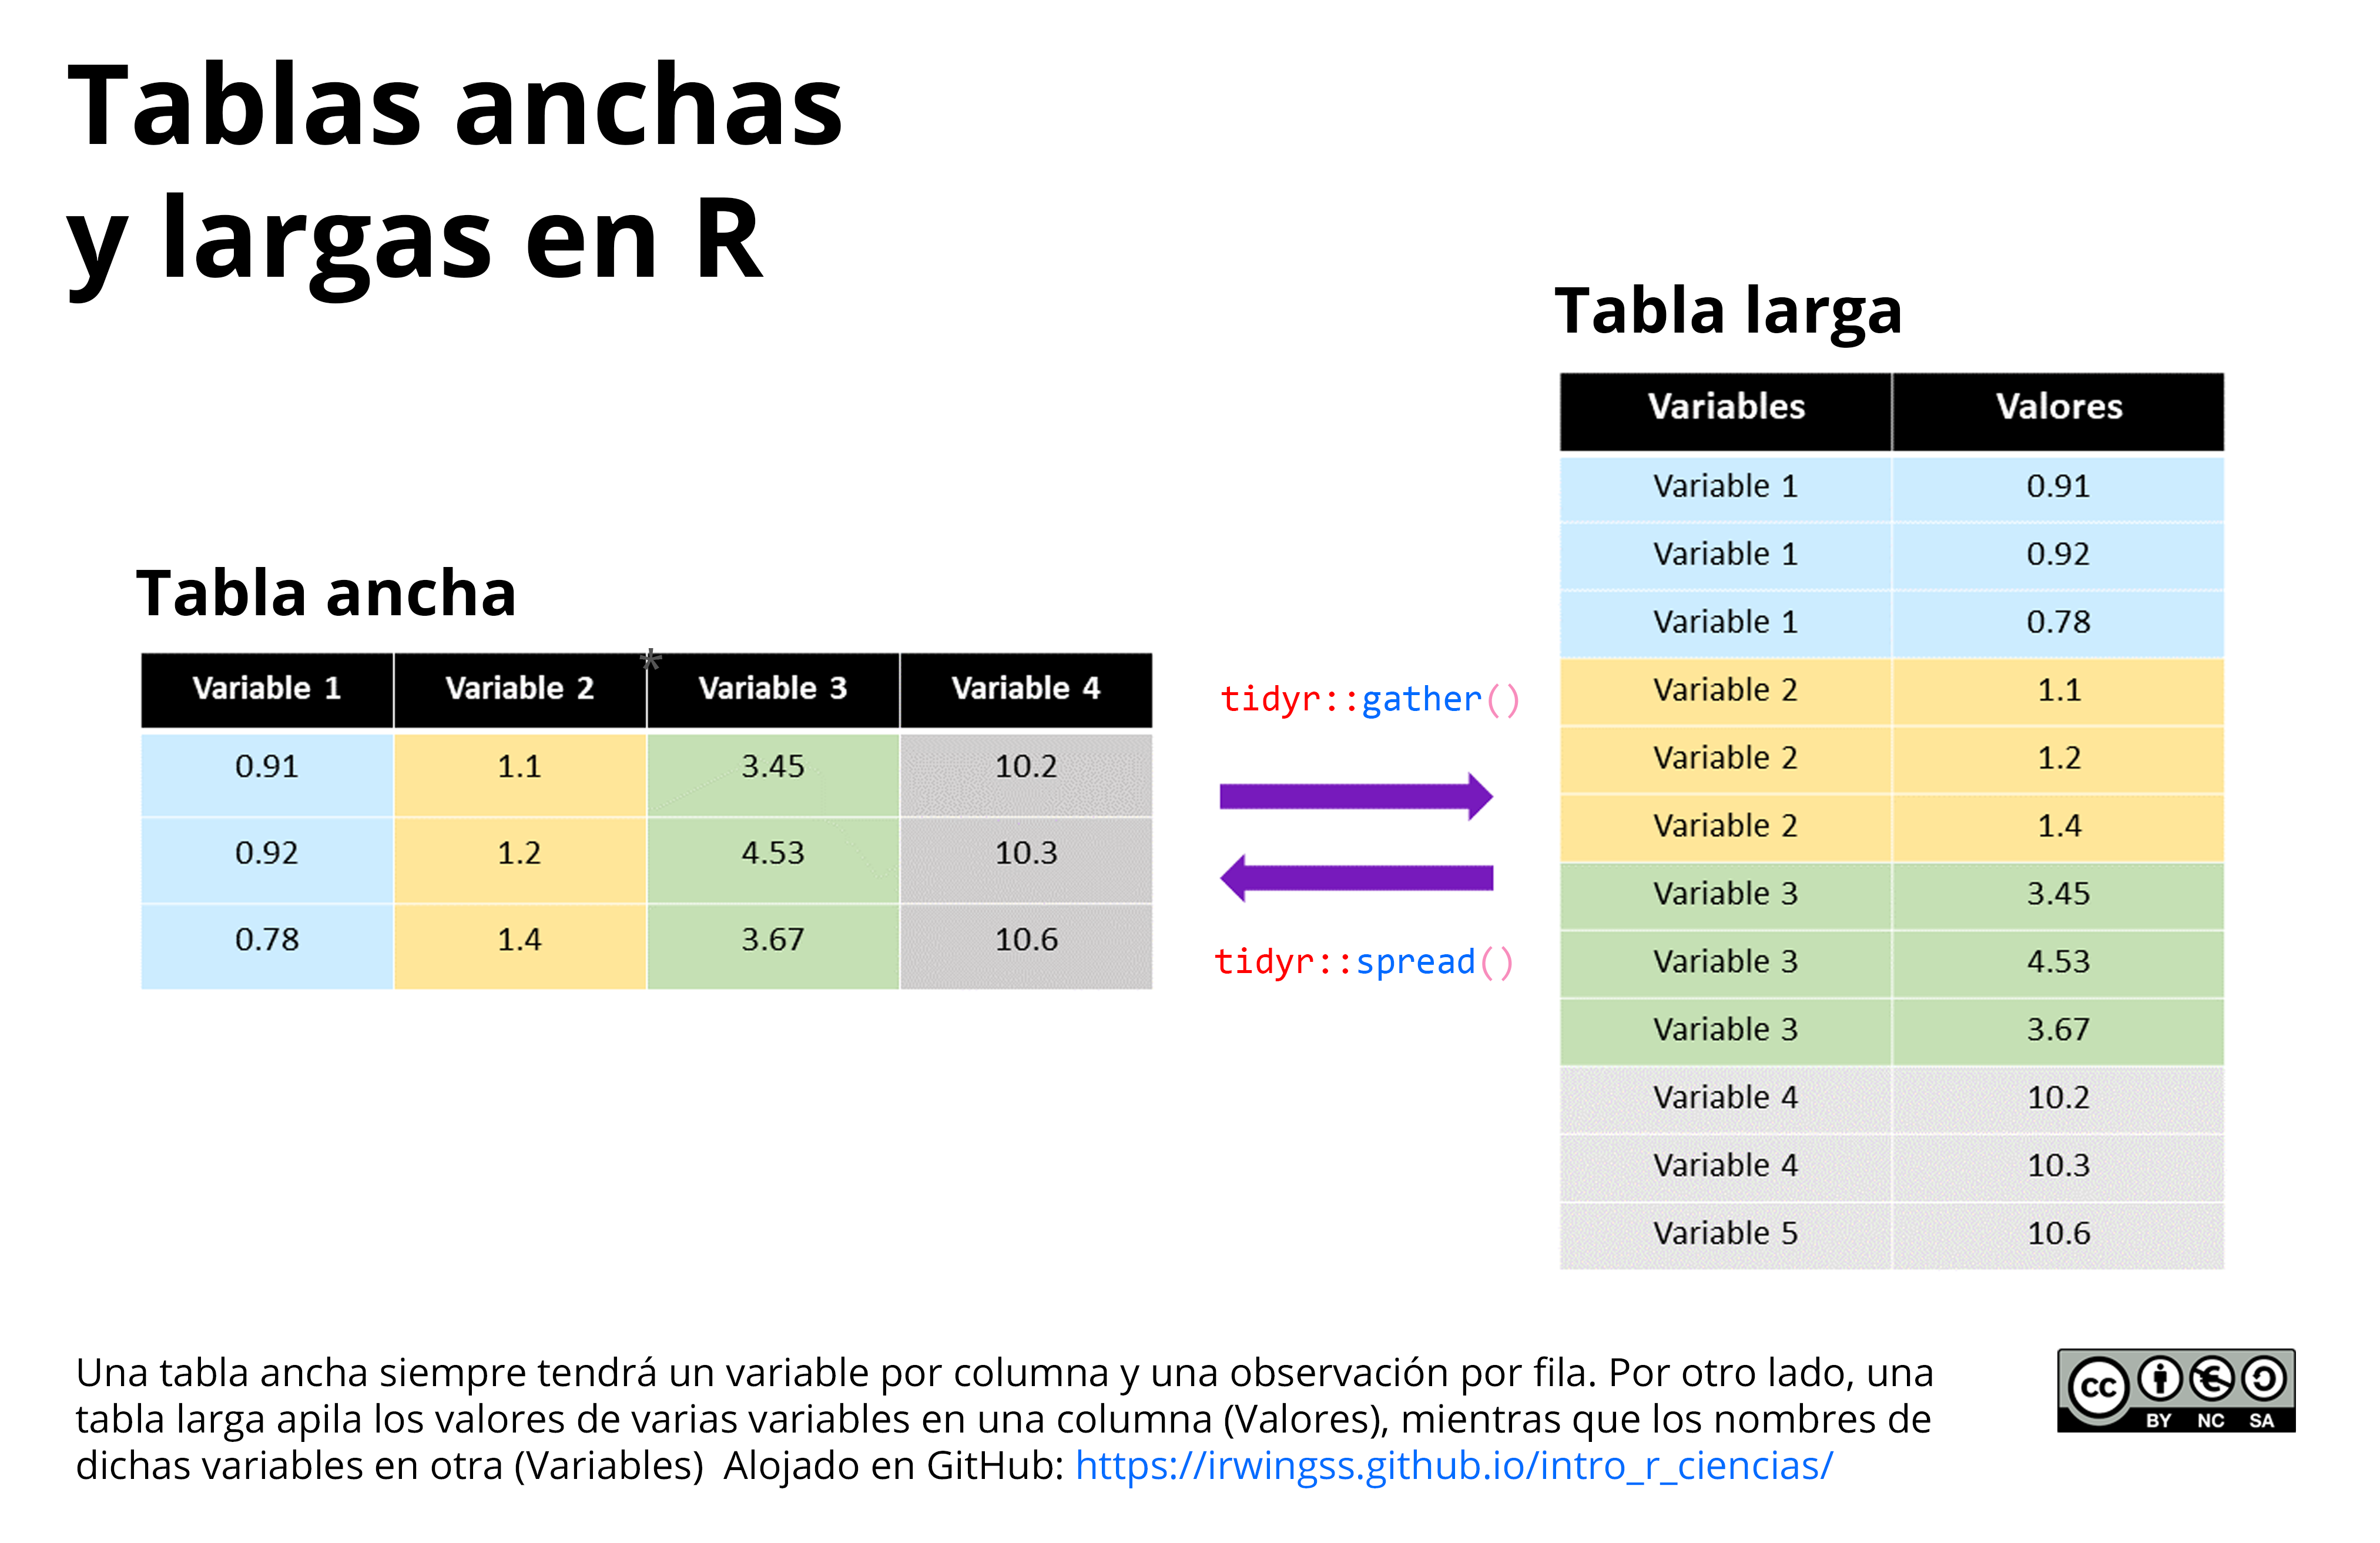 Tablas anchas
y largas en R
Tabla ancha
*
Variable 1 Variable 2 Variable 3 Variable 4
0.91 1.1 3.45 10.2
0.92 1.2 4.53 10.3
0.78 1.4 3.67 10.6
tidyr::gather()
tidyr::spread()
Tabla larga
Variables Valores
Variable 1 0.91
Variable 1 0.92
Variable 1 0.78
Variable 2 1.1
Variable 2 1.2
Variable 2 1.4
Variable 3 3.45
Variable 3 4.53
Variable 3 3.67
Variable 4 10.2
Variable 4 10.3
Variable 5 10.6
Una tabla ancha siempre tendrá un variable por columna y una observación por fila. Por otro lado, una
tabla larga apila los valores de varias variables en una columna (Valores), mientras que los nombres de
dichas variables en otra (Variables)  Alojado en GitHub: https://irwingss.github.io/intro_r_ciencias/
cc
BY NC SA